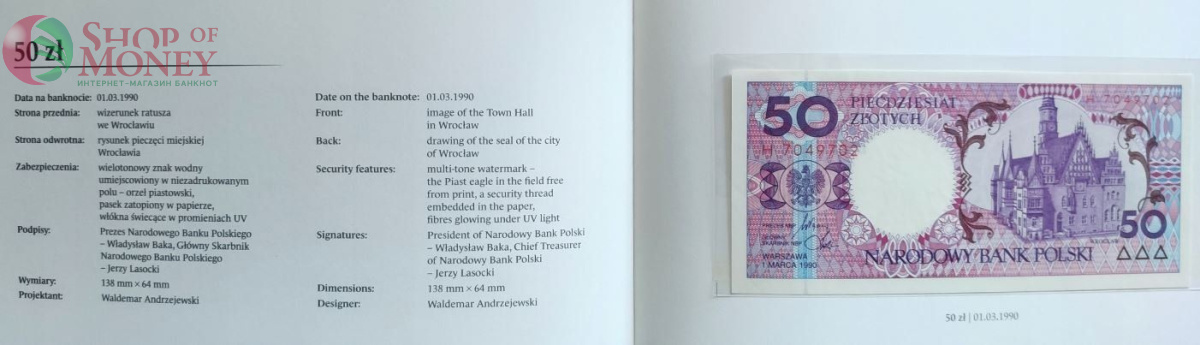 SHOP OF
MONEY
ИНТЕРНЕТ-МАГАЗИН БАНКНОТ
50 zł
Data na banknocie: 01.03.1990
Strona przednia: wizerunek ratusza
we Wrocławiu
Strona odwrotna: rysunek pieczęci miejskiej
Wrocławia
Zabezpieczenia: wielotonowy znak wodny
umiejscowiony w niezadrukowanym
polu – orzeł piastowski,
pasek zatopiony w papierze,
włókna świecące w promieniach UV
Podpisy: Prezes Narodowego Banku Polskiego
– Władysław Baka, Główny Skarbnik
Narodowego Banku Polskiego
– Jerzy Lasocki
Wymiary: 138 mm × 64 mm
Projektant: Waldemar Andrzejewski
Date on the banknote: 01.03.1990
Front: image of the Town Hall
in Wrocław
Back: drawing of the seal of the city
of Wrocław
Security features: multi-tone watermark –
the Piast eagle in the field free
from print, a security thread
embedded in the paper,
fibres glowing under UV light
Signatures: President of Narodowy Bank Polski
– Władysław Baka, Chief Treasurer
of Narodowy Bank Polski
– Jerzy Lasocki
Dimensions: 138 mm × 64 mm
Designer: Waldemar Andrzejewski
50 PIĘĆDZIESIĄT
ZŁOTYCH
H 7049702
H 7049702
PREZES NBP
GŁÓWNY
SKARBNIK NBP
WARSZAWA
1 MARCA 1990
WROCŁAW
50
NARODOWY BANK POLSKI
50 zł | 01.03.1990